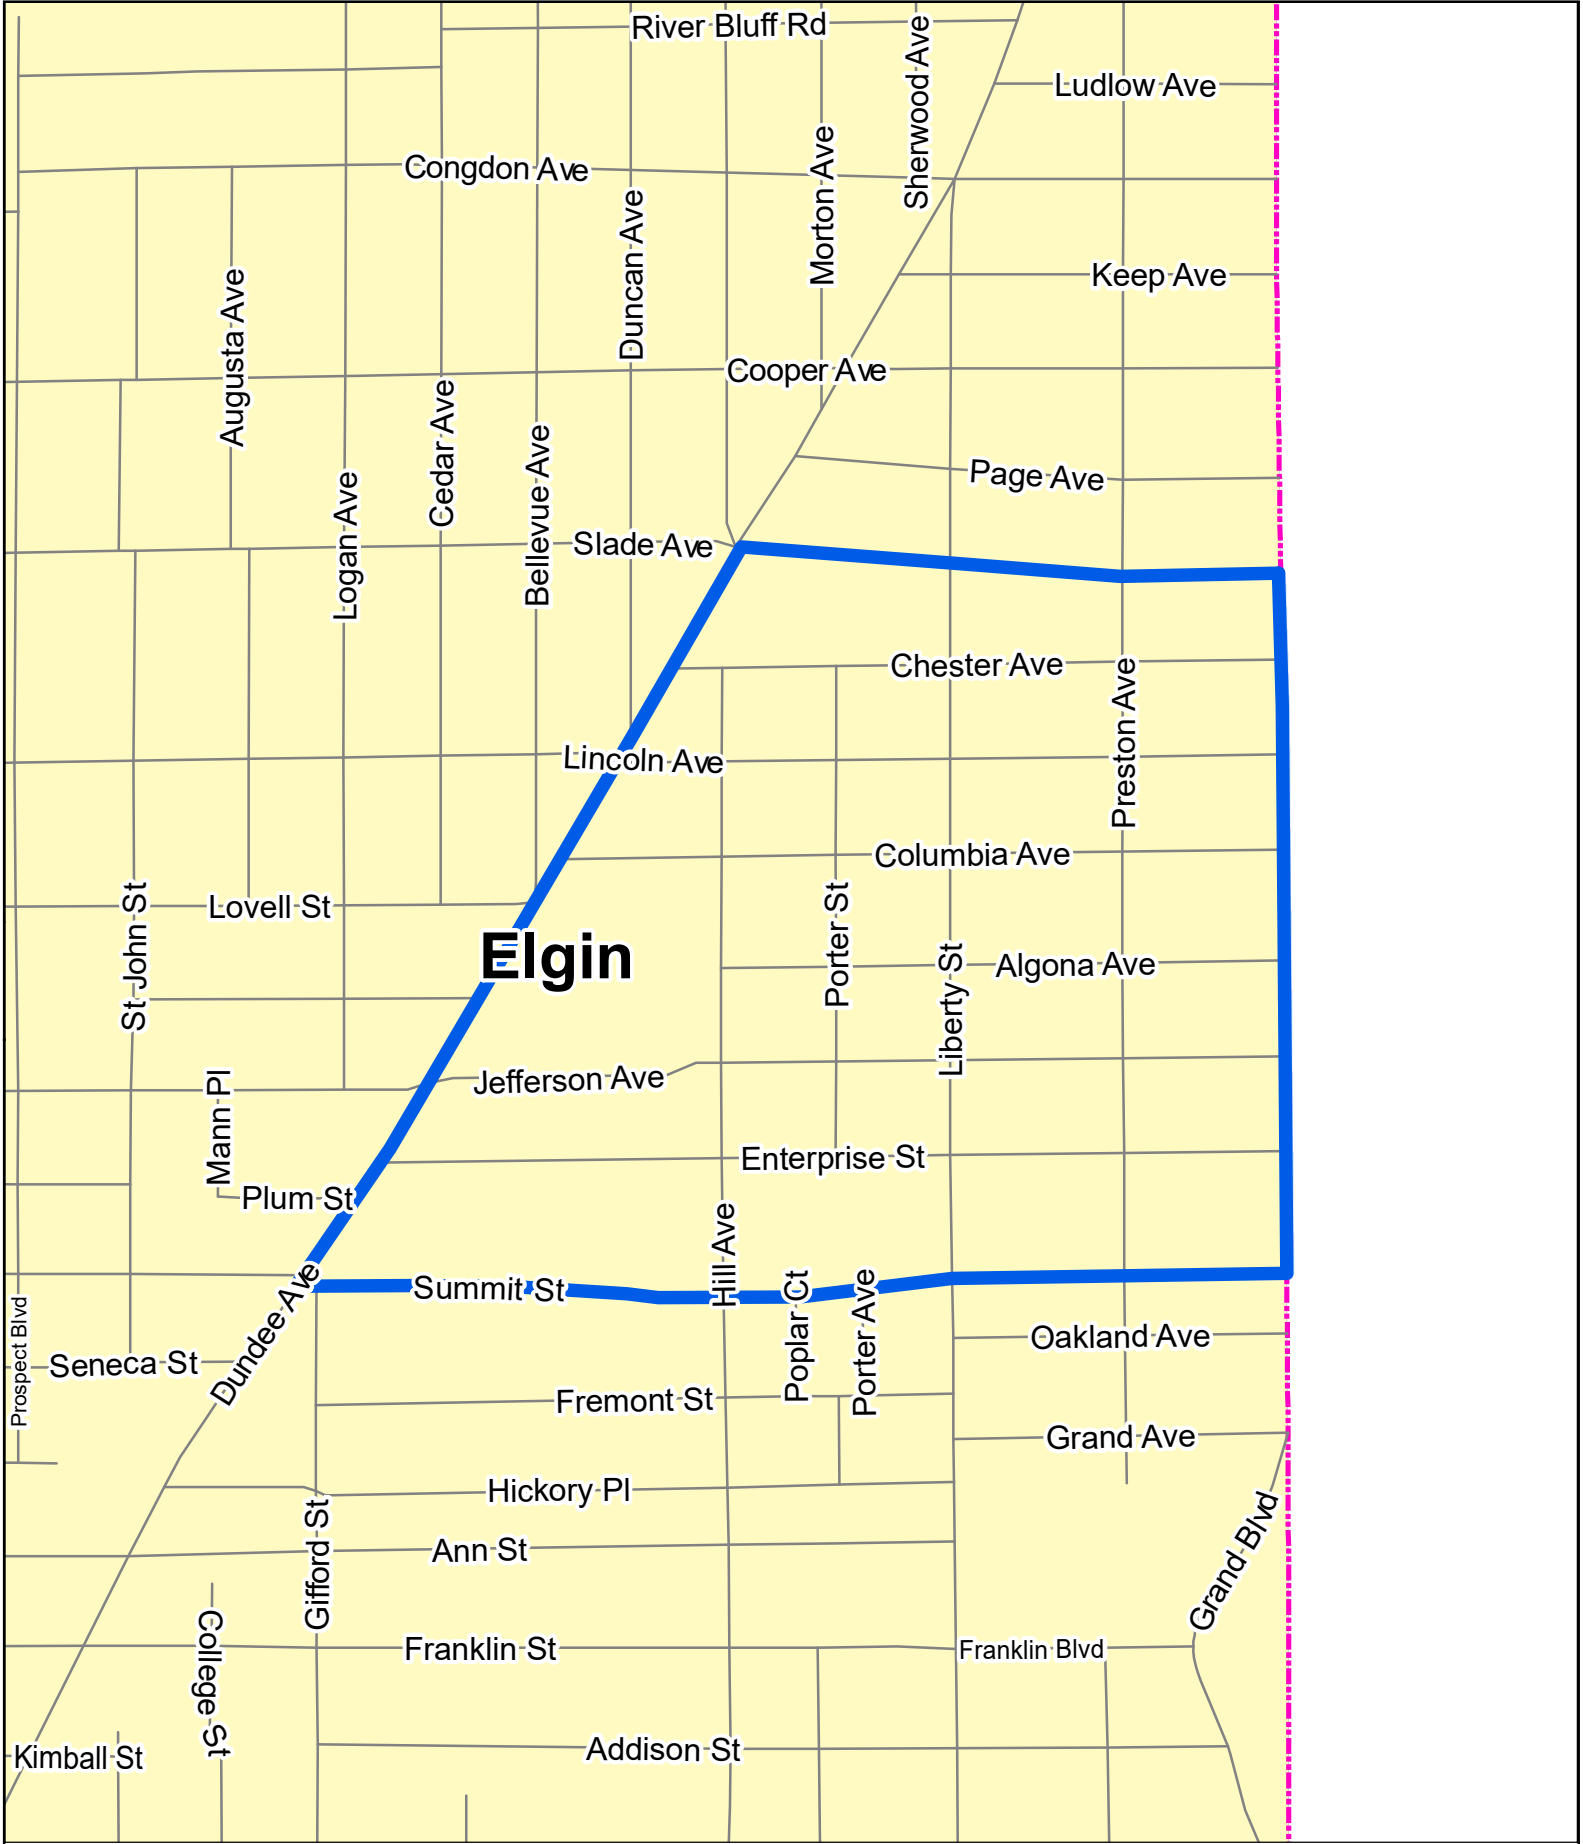 River Bluff Rd
Sherwood Ave
Ludlow Ave
Congdon Ave
Morton Ave
Duncan Ave
Keep Ave
Augusta Ave
Cooper Ave
Cedar Ave
Bellevue Ave
Logan Ave
Page Ave
Slade Ave
Chester Ave
Preston Ave
Lincoln Ave
Columbia Ave
St John St
Lovell St
Porter St
Elgin
Liberty St
Algona Ave
Mann Pl
Jefferson Ave
Enterprise St
Plum St
Hill Ave
Summit St
Poplar Ct
Porter Ave
Dundee Ave
Prospect Blvd
Seneca St
Oakland Ave
Fremont St
Grand Ave
Hickory Pl
Gifford St
Ann St
Grand Blvd
College St
Franklin St
Franklin Blvd
Kimball St
Addison St